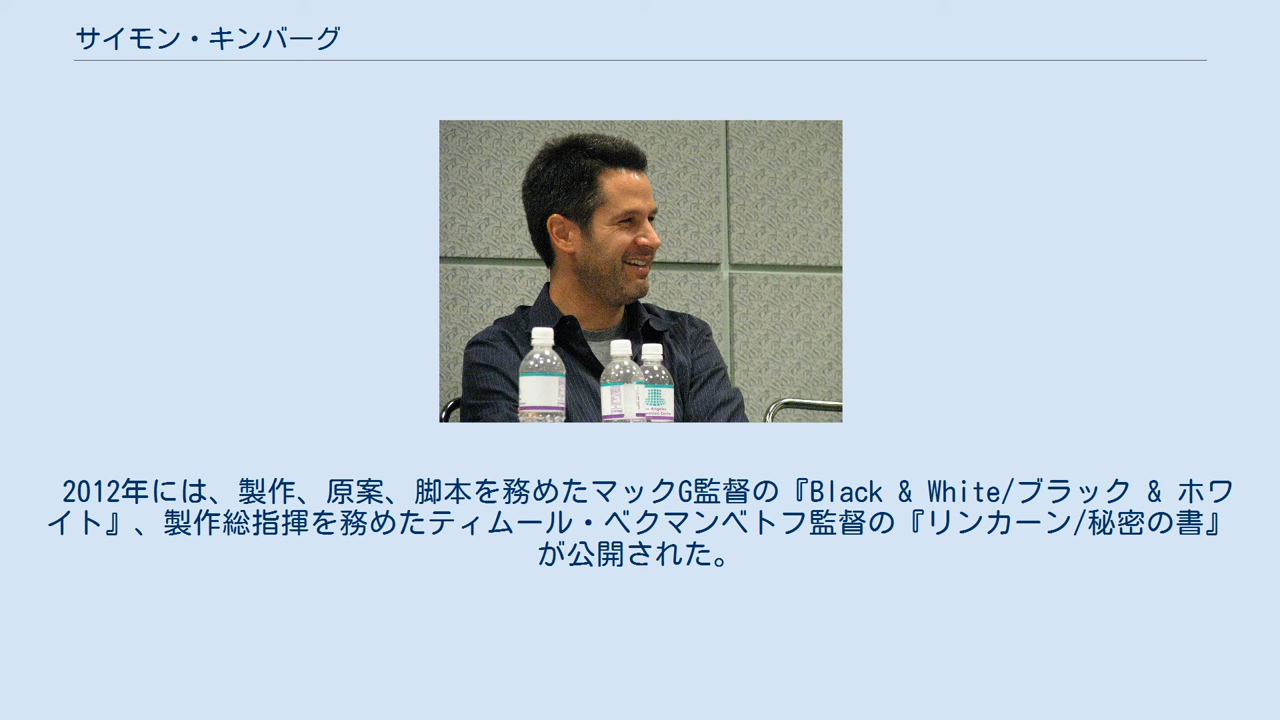 サイモン・キンバーグ
2012年には、製作、原案、脚本を務めたマックG監督の『Black & White/ブラック & ホワ
イト』、製作総指揮を務めたティムール・ベクマンベトフ監督の『リンカーン/秘密の書』
が公開された。